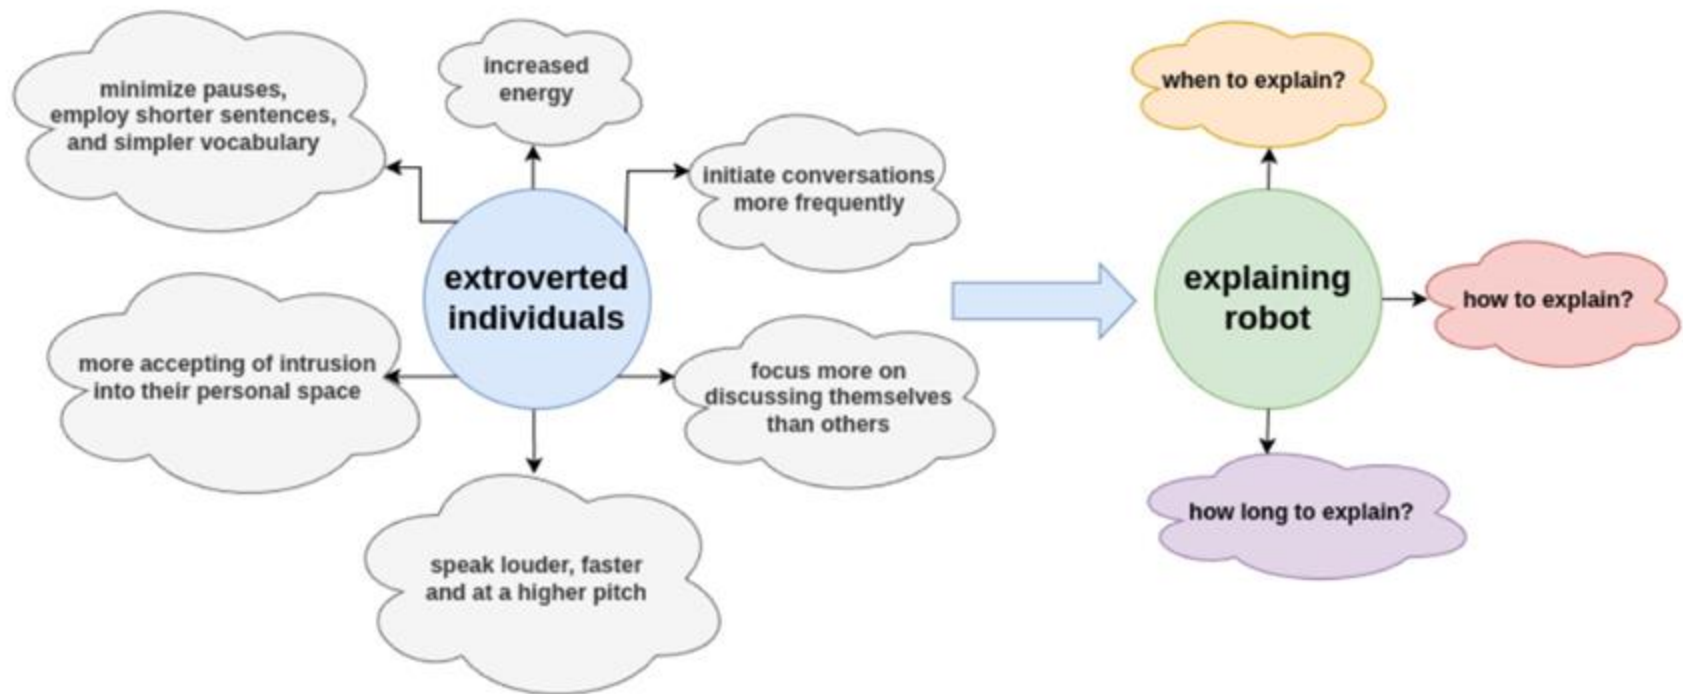 minimize pauses,
employ shorter sentences,
and simpler vocabulary
increased
energy
initiate conversations
more frequently
extroverted
individuals
more accepting of intrusion
into their personal space
focus more on
discussing themselves
than others
speak louder, faster
and at a higher pitch
when to explain?
explaining
robot
how to explain?
how long to explain?